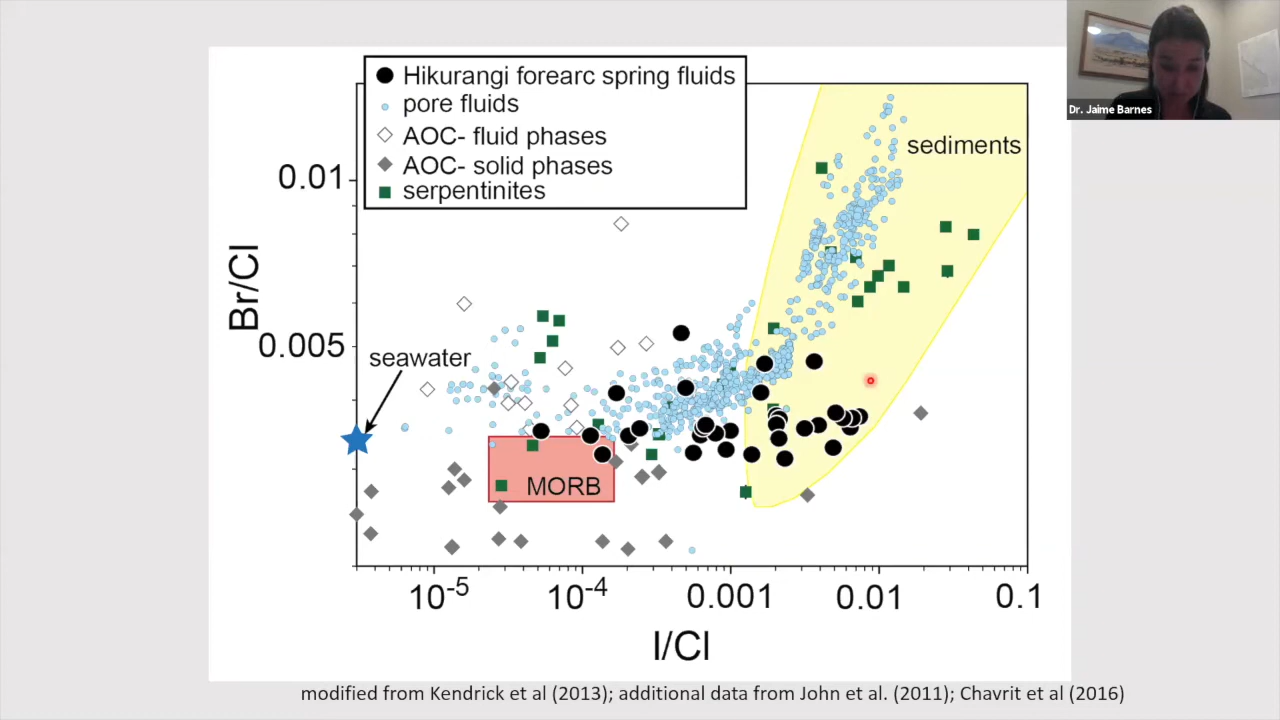 Dr. Jaime Barnes
Hikurangi forearc spring fluids
pore fluids
AOC- fluid phases
AOC- solid phases
serpentinites
sediments
0.01
Br/Cl
0.005
seawater
MORB
10-5
10-4
0.001
0.01
0.1
I/Cl
modified from Kendrick et al (2013); additional data from John et al. (2011); Chavrit et al (2016)